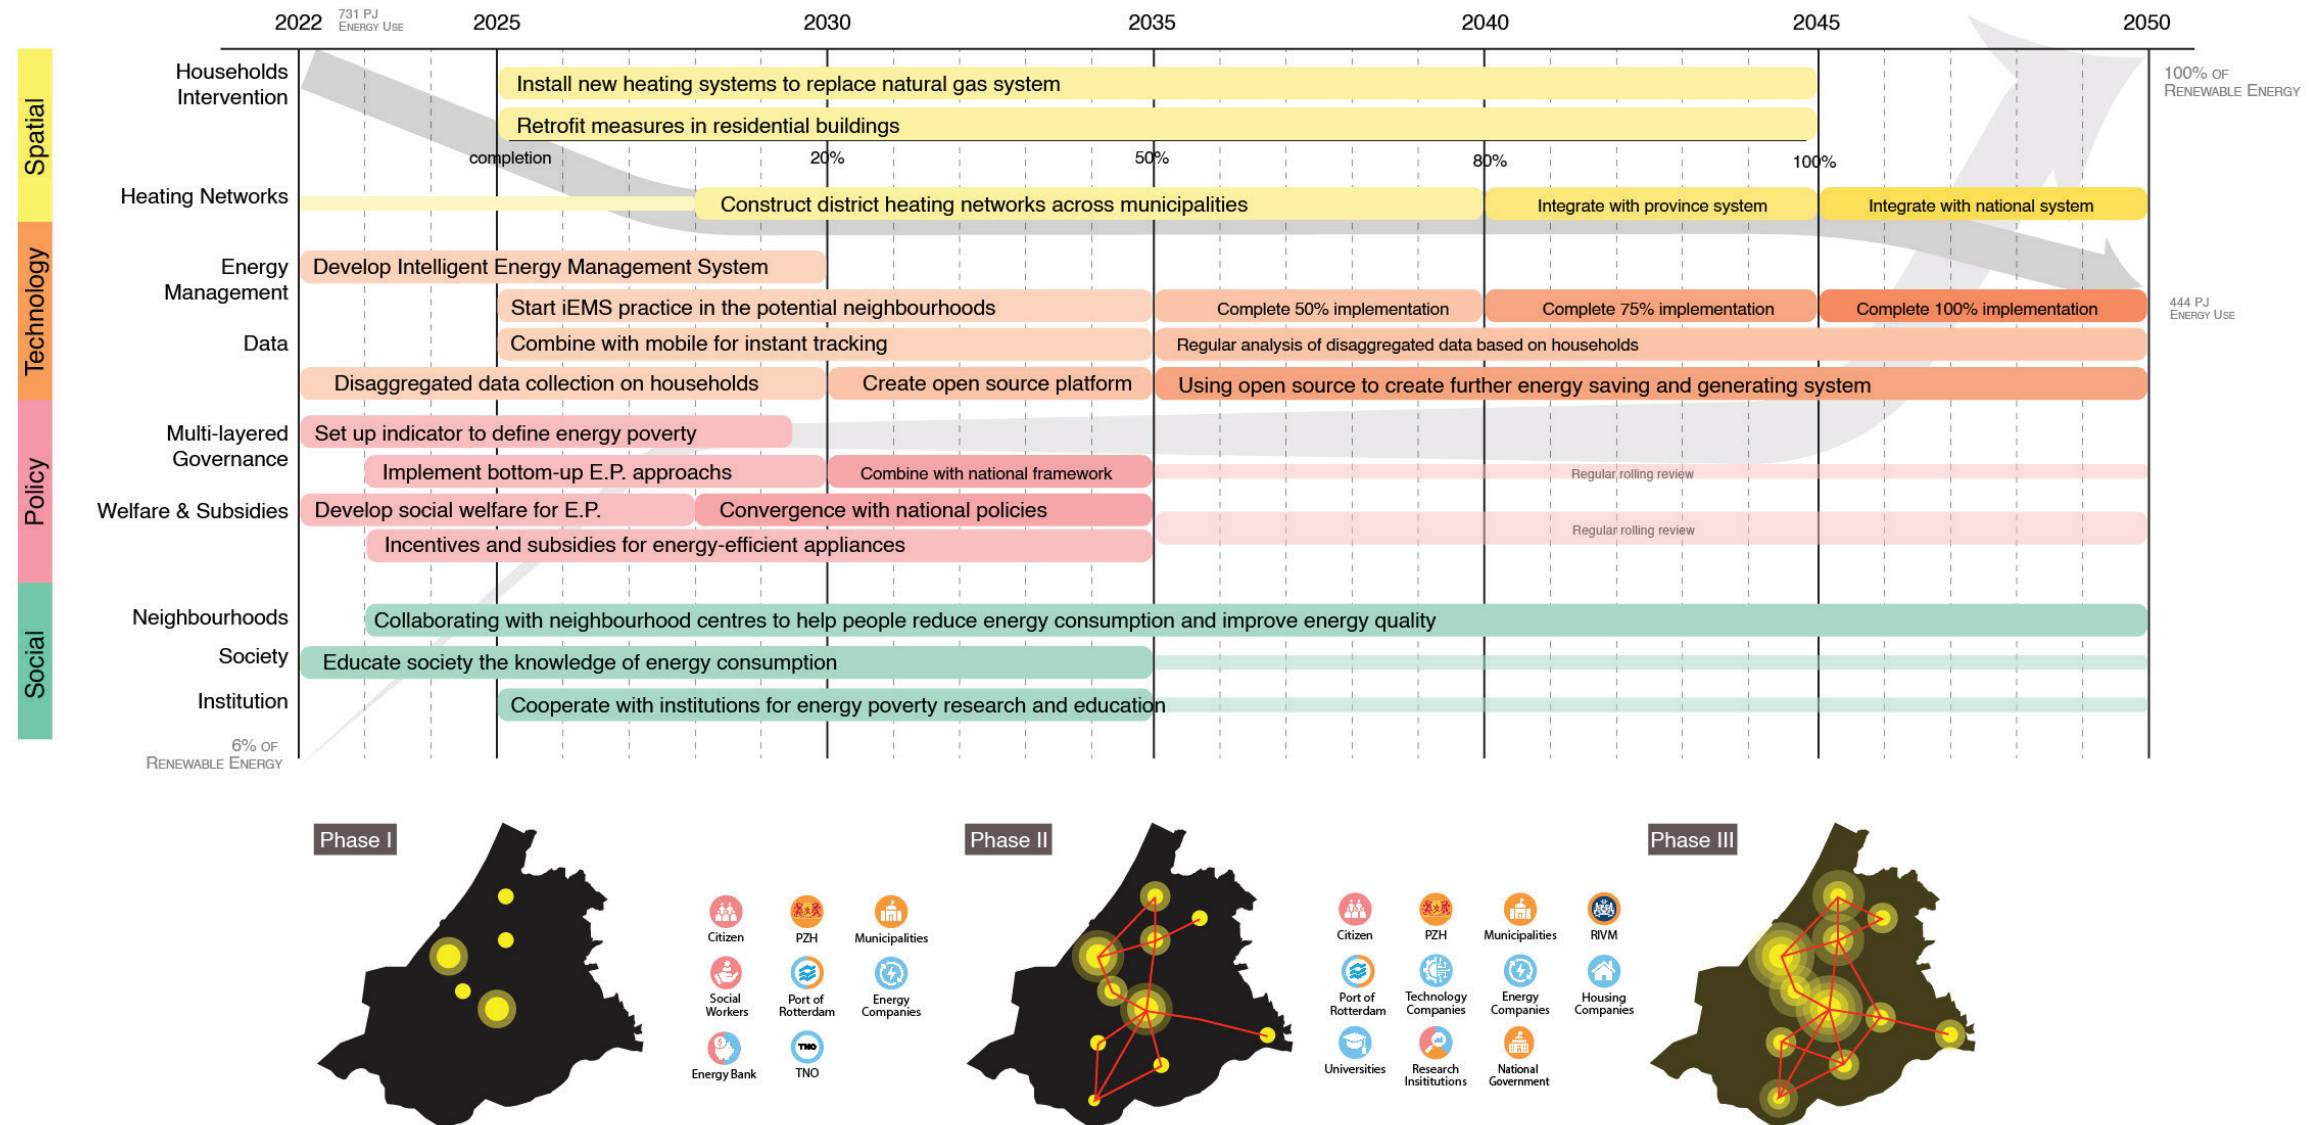 2022
731 PJ
Energy Use
2025
2030
2035
2040
2045
2050
Spatial
Households
Intervention
Install new heating systems to replace natural gas system
100% of
Renewable Energy
Retrofit measures in residential buildings
completion
20%
50%
80%
100%
Heating Networks
Construct district heating networks across municipalities
Integrate with province system
Integrate with national system
Technology
Energy
Management
Develop Intelligent Energy Management System
Start iEMS practice in the potential neighbourhoods
Complete 50% implementation
Complete 75% implementation
Complete 100% implementation
444 PJ
Energy Use
Data
Combine with mobile for instant tracking
Regular analysis of disaggregated data based on households
Disaggregated data collection on households
Create open source platform
Using open source to create further energy saving and generating system
Policy
Multi-layered
Governance
Set up indicator to define energy poverty
Implement bottom-up E.P. approachs
Combine with national framework
Regular rolling review
Welfare & Subsidies
Develop social welfare for E.P.
Convergence with national policies
Regular rolling review
Incentives and subsidies for energy-efficient appliances
Social
Neighbourhoods
Collaborating with neighbourhood centres to help people reduce energy consumption and improve energy quality
Society
Educate society the knowledge of energy consumption
Institution
Cooperate with institutions for energy poverty research and education
6% of
Renewable Energy
Phase I
Citizen
PZH
Municipalities
Social
Workers
Port of
Rotterdam
Energy
Companies
Energy Bank
TNO
TNO
Phase II
Citizen
PZH
Municipalities
RIVM
Port of
Rotterdam
Technology
Companies
Energy
Companies
Housing
Companies
Universities
Research
Insititutions
National
Government
Phase III